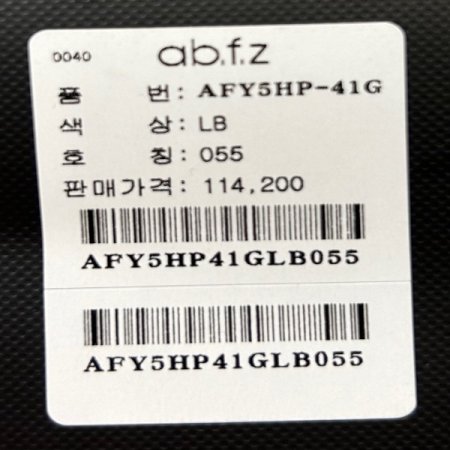 0040 ab.f.z
품 번 : AFY5HP-41G
색 상 : LB
호 칭 : 055
판매가격 : 114,200
AFY5HP41GLB055
AFY5HP41GLB055